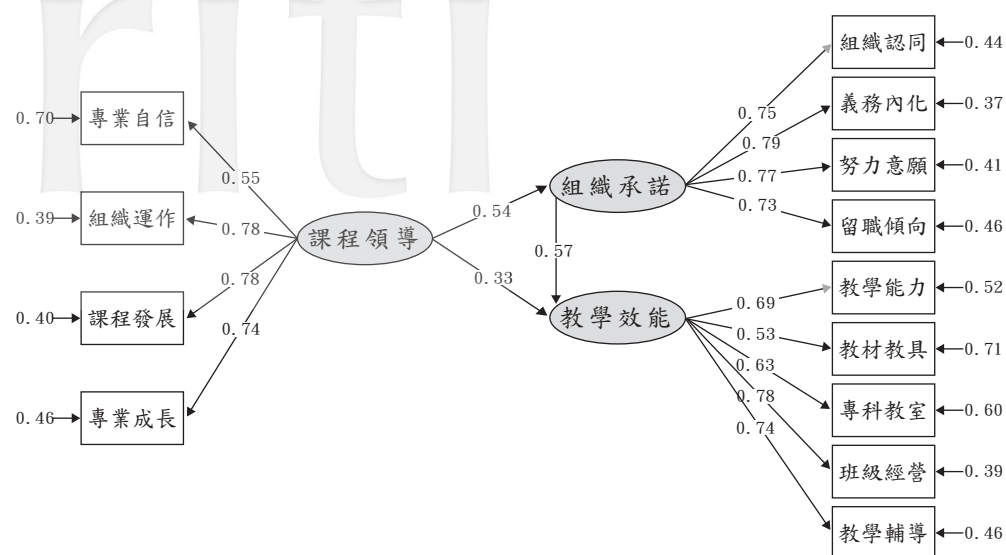 0.70
專業自信
0.39
組織運作
0.40
課程發展
0.46
專業成長
0.55
0.78
0.78
0.74
課程領導
0.54
0.33
組織承諾
0.57
教學效能
0.75
0.79
0.77
0.73
0.69
0.53
0.63
0.78
0.74
組織認同
0.44
義務內化
0.37
努力意願
0.41
留職傾向
0.46
教學能力
0.52
教材教具
0.71
專科教室
0.60
班級經營
0.39
教學輔導
0.46